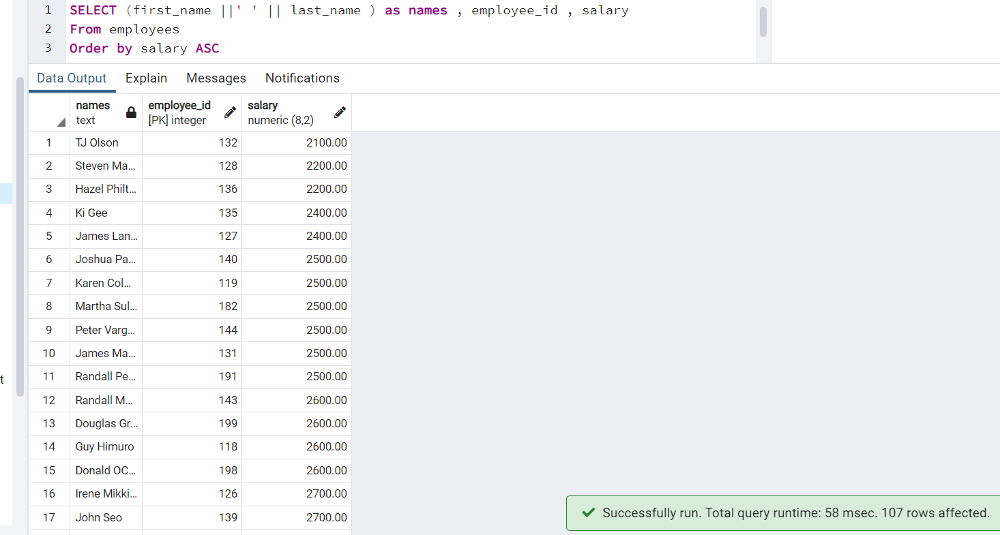 1 SELECT (first_name ||' ' || last_name ) as names , employee_id , salary
2 From employees
3 Order by salary ASC
Data Output Explain Messages Notifications
names employee_id salary
text [PK] integer numeric (8,2)
1 TJ Olson 132 2100.00
2 Steven Ma... 128 2200.00
3 Hazel Philt... 136 2200.00
4 Ki Gee 135 2400.00
5 James Lan... 127 2400.00
6 Joshua Pa... 140 2500.00
7 Karen Col... 119 2500.00
8 Martha Sul... 182 2500.00
9 Peter Varg... 144 2500.00
10 James Ma... 131 2500.00
t
11 Randall Pe... 191 2500.00
12 Randall M... 143 2600.00
13 Douglas Gr... 199 2600.00
14 Guy Himuro 118 2600.00
15 Donald OC... 198 2600.00
16 Irene Mikki... 126 2700.00
17 John Seo 139 2700.00
Successfully run. Total query runtime: 58 msec. 107 rows affected.